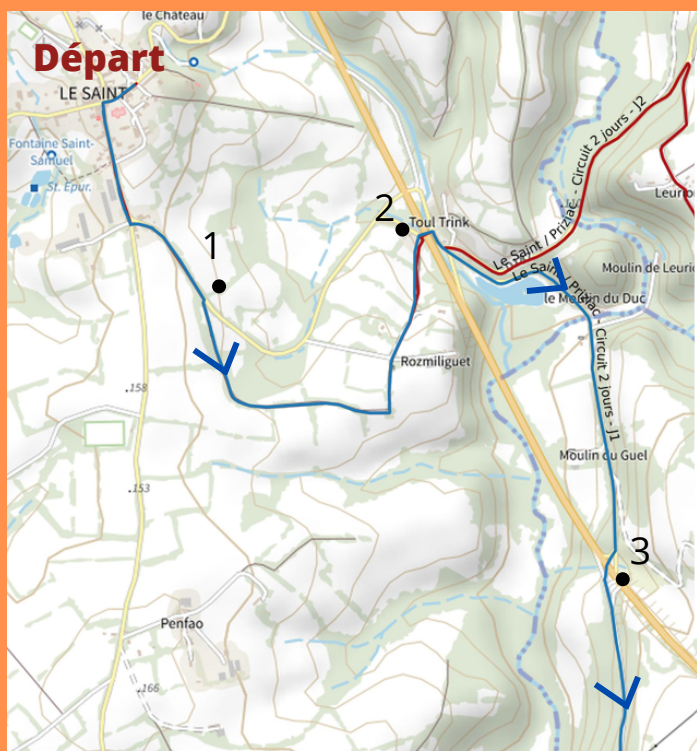 le Château
Départ
LE SAINT
Fontaine Saint-
Samuel
St. Epur.
1
2
Toul Trink
Le Saint / Priziac - Circuit 2 jours - J2
Leurio
Moulin de Leurio
Le Saint / Priziac - Circuit 2 jours - J1
le Moulin du Duc
Rozmiliguet
.158
Moulin du Guel
.153
3
Penfao
.166